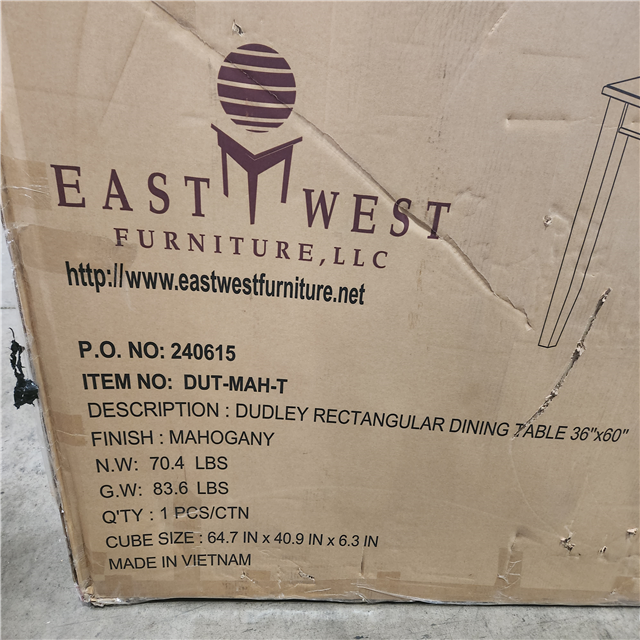 EAST WEST
FURNITURE, LLC
http://www.eastwestfurniture.net
P.O. NO: 240615
ITEM NO: DUT-MAH-T
DESCRIPTION : DUDLEY RECTANGULAR DINING TABLE 36"x60"
FINISH : MAHOGANY
N.W: 70.4 LBS
G.W: 83.6 LBS
Q'TY : 1 PCS/CTN
CUBE SIZE : 64.7 IN x 40.9 IN x 6.3 IN
MADE IN VIETNAM